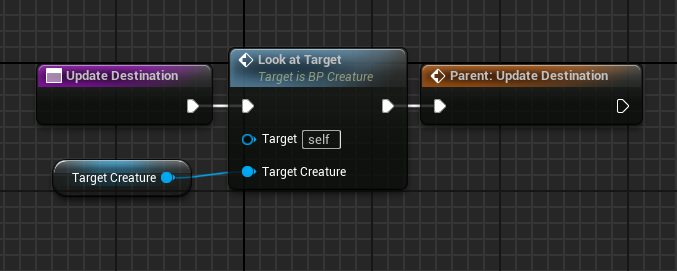 Update Destination
Look at Target
Target is BP Creature
Parent: Update Destination
Target self
Target Creature
Target Creature